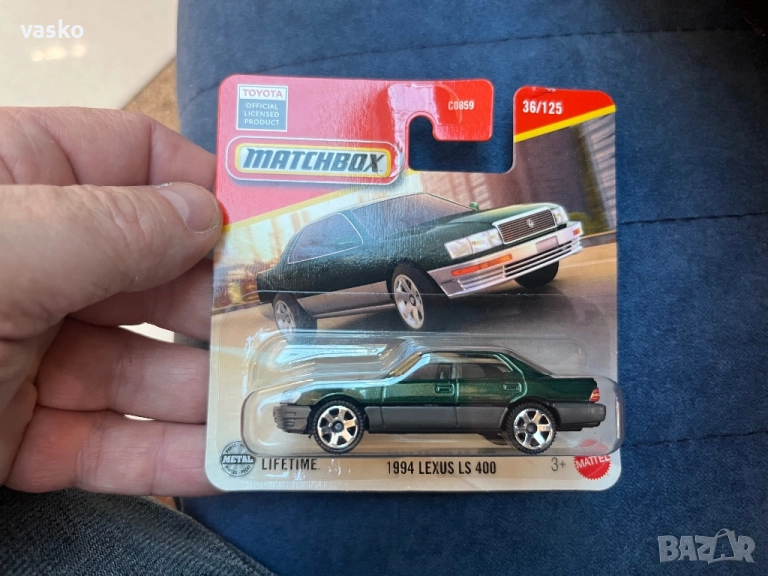 vasko
TOYOTA
OFFICIAL
LICENSED
PRODUCT
C0859
36/125
MATCHBOX
METAL
LIFETIME
1994 LEXUS LS 400
3+
MATTEL
BAZAR